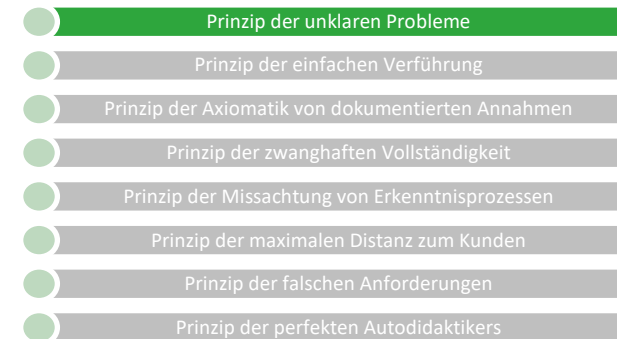 Prinzip der unklaren Probleme
Prinzip der einfachen Verführung
Prinzip der Axiomatik von dokumentierten Annahmen
Prinzip der zwanghaften Vollständigkeit
Prinzip der Missachtung von Erkenntnisprozessen
Prinzip der maximalen Distanz zum Kunden
Prinzip der falschen Anforderungen
Prinzip der perfekten Autodidaktikers